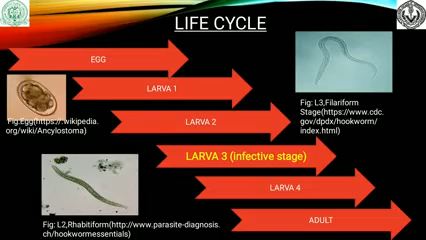 LIFE CYCLE
EGG
LARVA 1
Fig:Egg(https://.wikipedia.
org/wiki/Ancylostoma)
LARVA 2
Fig: L3,Filariform
Stage(https://www.cdc.
gov/dpdx/hookworm/
index.html)
LARVA 3 (infective stage)
LARVA 4
ADULT
Fig: L2,Rhabitiform(http://www.parasite-diagnosis.
ch/hookwormessentials)